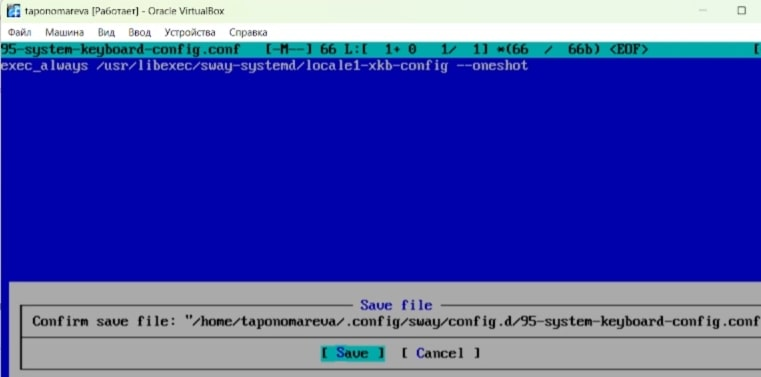 taponomareva [Работает] - Oracle VirtualBox
Файл Машина Вид Ввод Устройства Справка
95-system-keyboard-config.conf [-M--] 66 L:[ 1+ 0 1/ 1] *(66 / 66b) <EOF> [
exec_always /usr/libexec/sway-systemd/locale1-xkb-config --oneshot
Save file
Confirm save file: "/home/taponomareva/.config/sway/config.d/95-system-keyboard-config.conf
[ Save ] [ Cancel ]